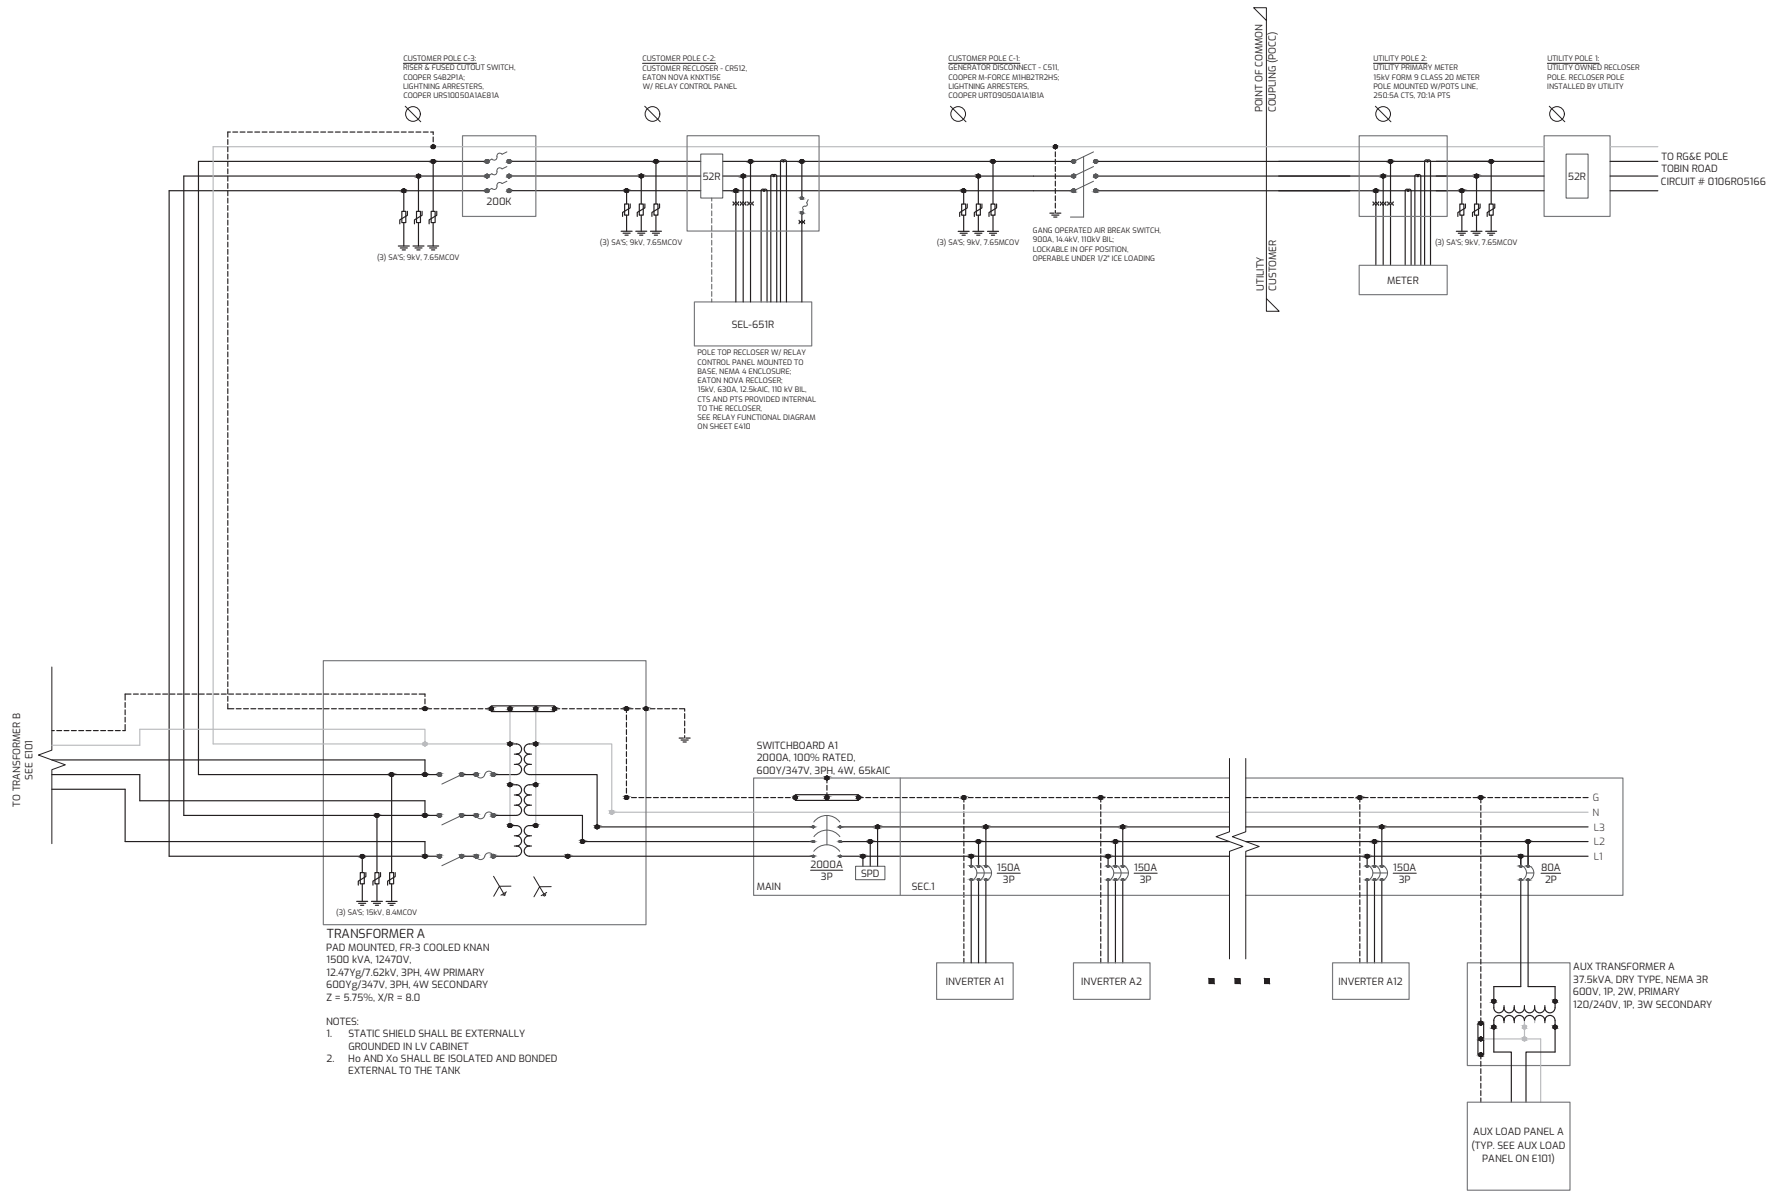 CUSTOMER POLE C-3:
RISER & FUSED CUTOUT SWITCH,
COOPER S4B2P1A;
LIGHTNING ARRESTERS,
COOPER URS10050A1AEB1A
CUSTOMER POLE C-2:
CUSTOMER RECLOSER - CR512,
EATON NOVA KNXT15E
W/ RELAY CONTROL PANEL
CUSTOMER POLE C-1:
GENERATOR DISCONNECT - C511,
COOPER M-FORCE M1HB2TR2HS;
LIGHTNING ARRESTERS,
COOPER URT09050A1A1B1A
POINT OF COMMON
COUPLING (POCC)
UTILITY POLE 2:
UTILITY PRIMARY METER
15kV FORM 9 CLASS 20 METER
POLE MOUNTED W/POTS LINE,
250:5A CTS, 70:1A PTS
UTILITY POLE 1:
UTILITY OWNED RECLOSER
POLE. RECLOSER POLE
INSTALLED BY UTILITY
200K
52R
52R
TO RG&E POLE
TOBIN ROAD
CIRCUIT # 0106R05166
(3) SA'S; 9kV, 7.65MCOV
(3) SA'S; 9kV, 7.65MCOV
(3) SA'S; 9kV, 7.65MCOV
(3) SA'S; 9kV, 7.65MCOV
GANG OPERATED AIR BREAK SWITCH,
900A, 14.4kV, 110kV BIL;
LOCKABLE IN OFF POSITION,
OPERABLE UNDER 1/2" ICE LOADING
UTILITY
CUSTOMER
METER
SEL-651R
POLE TOP RECLOSER W/ RELAY
CONTROL PANEL MOUNTED TO
BASE, NEMA 4 ENCLOSURE;
EATON NOVA RECLOSER;
15kV, 630A, 12.5kAIC, 110 kV BIL,
CTS AND PTS PROVIDED INTERNAL
TO THE RECLOSER.
SEE RELAY FUNCTIONAL DIAGRAM
ON SHEET E410
TO TRANSFORMER B
SEE E101
(3) SA'S; 15kV, 8.4MCOV
TRANSFORMER A
PAD MOUNTED, FR-3 COOLED KNAN
1500 kVA, 12470V,
12.47Yg/7.62kV, 3PH, 4W PRIMARY
600Yg/347V, 3PH, 4W SECONDARY
Z = 5.75%, X/R = 8.0
NOTES:
1. STATIC SHIELD SHALL BE EXTERNALLY
GROUNDED IN LV CABINET
2. Ho AND Xo SHALL BE ISOLATED AND BONDED
EXTERNAL TO THE TANK
SWITCHBOARD A1
2000A, 100% RATED,
600Y/347V, 3PH, 4W, 65kAIC
G
N
L3
L2
L1
2000A
3P
SPD
MAIN
SEC.1
150A
3P
150A
3P
150A
3P
80A
2P
INVERTER A1
INVERTER A2
INVERTER A12
AUX TRANSFORMER A
37.5kVA, DRY TYPE, NEMA 3R
600V, 1P, 2W, PRIMARY
120/240V, 1P, 3W SECONDARY
AUX LOAD PANEL A
(TYP. SEE AUX LOAD
PANEL ON E101)